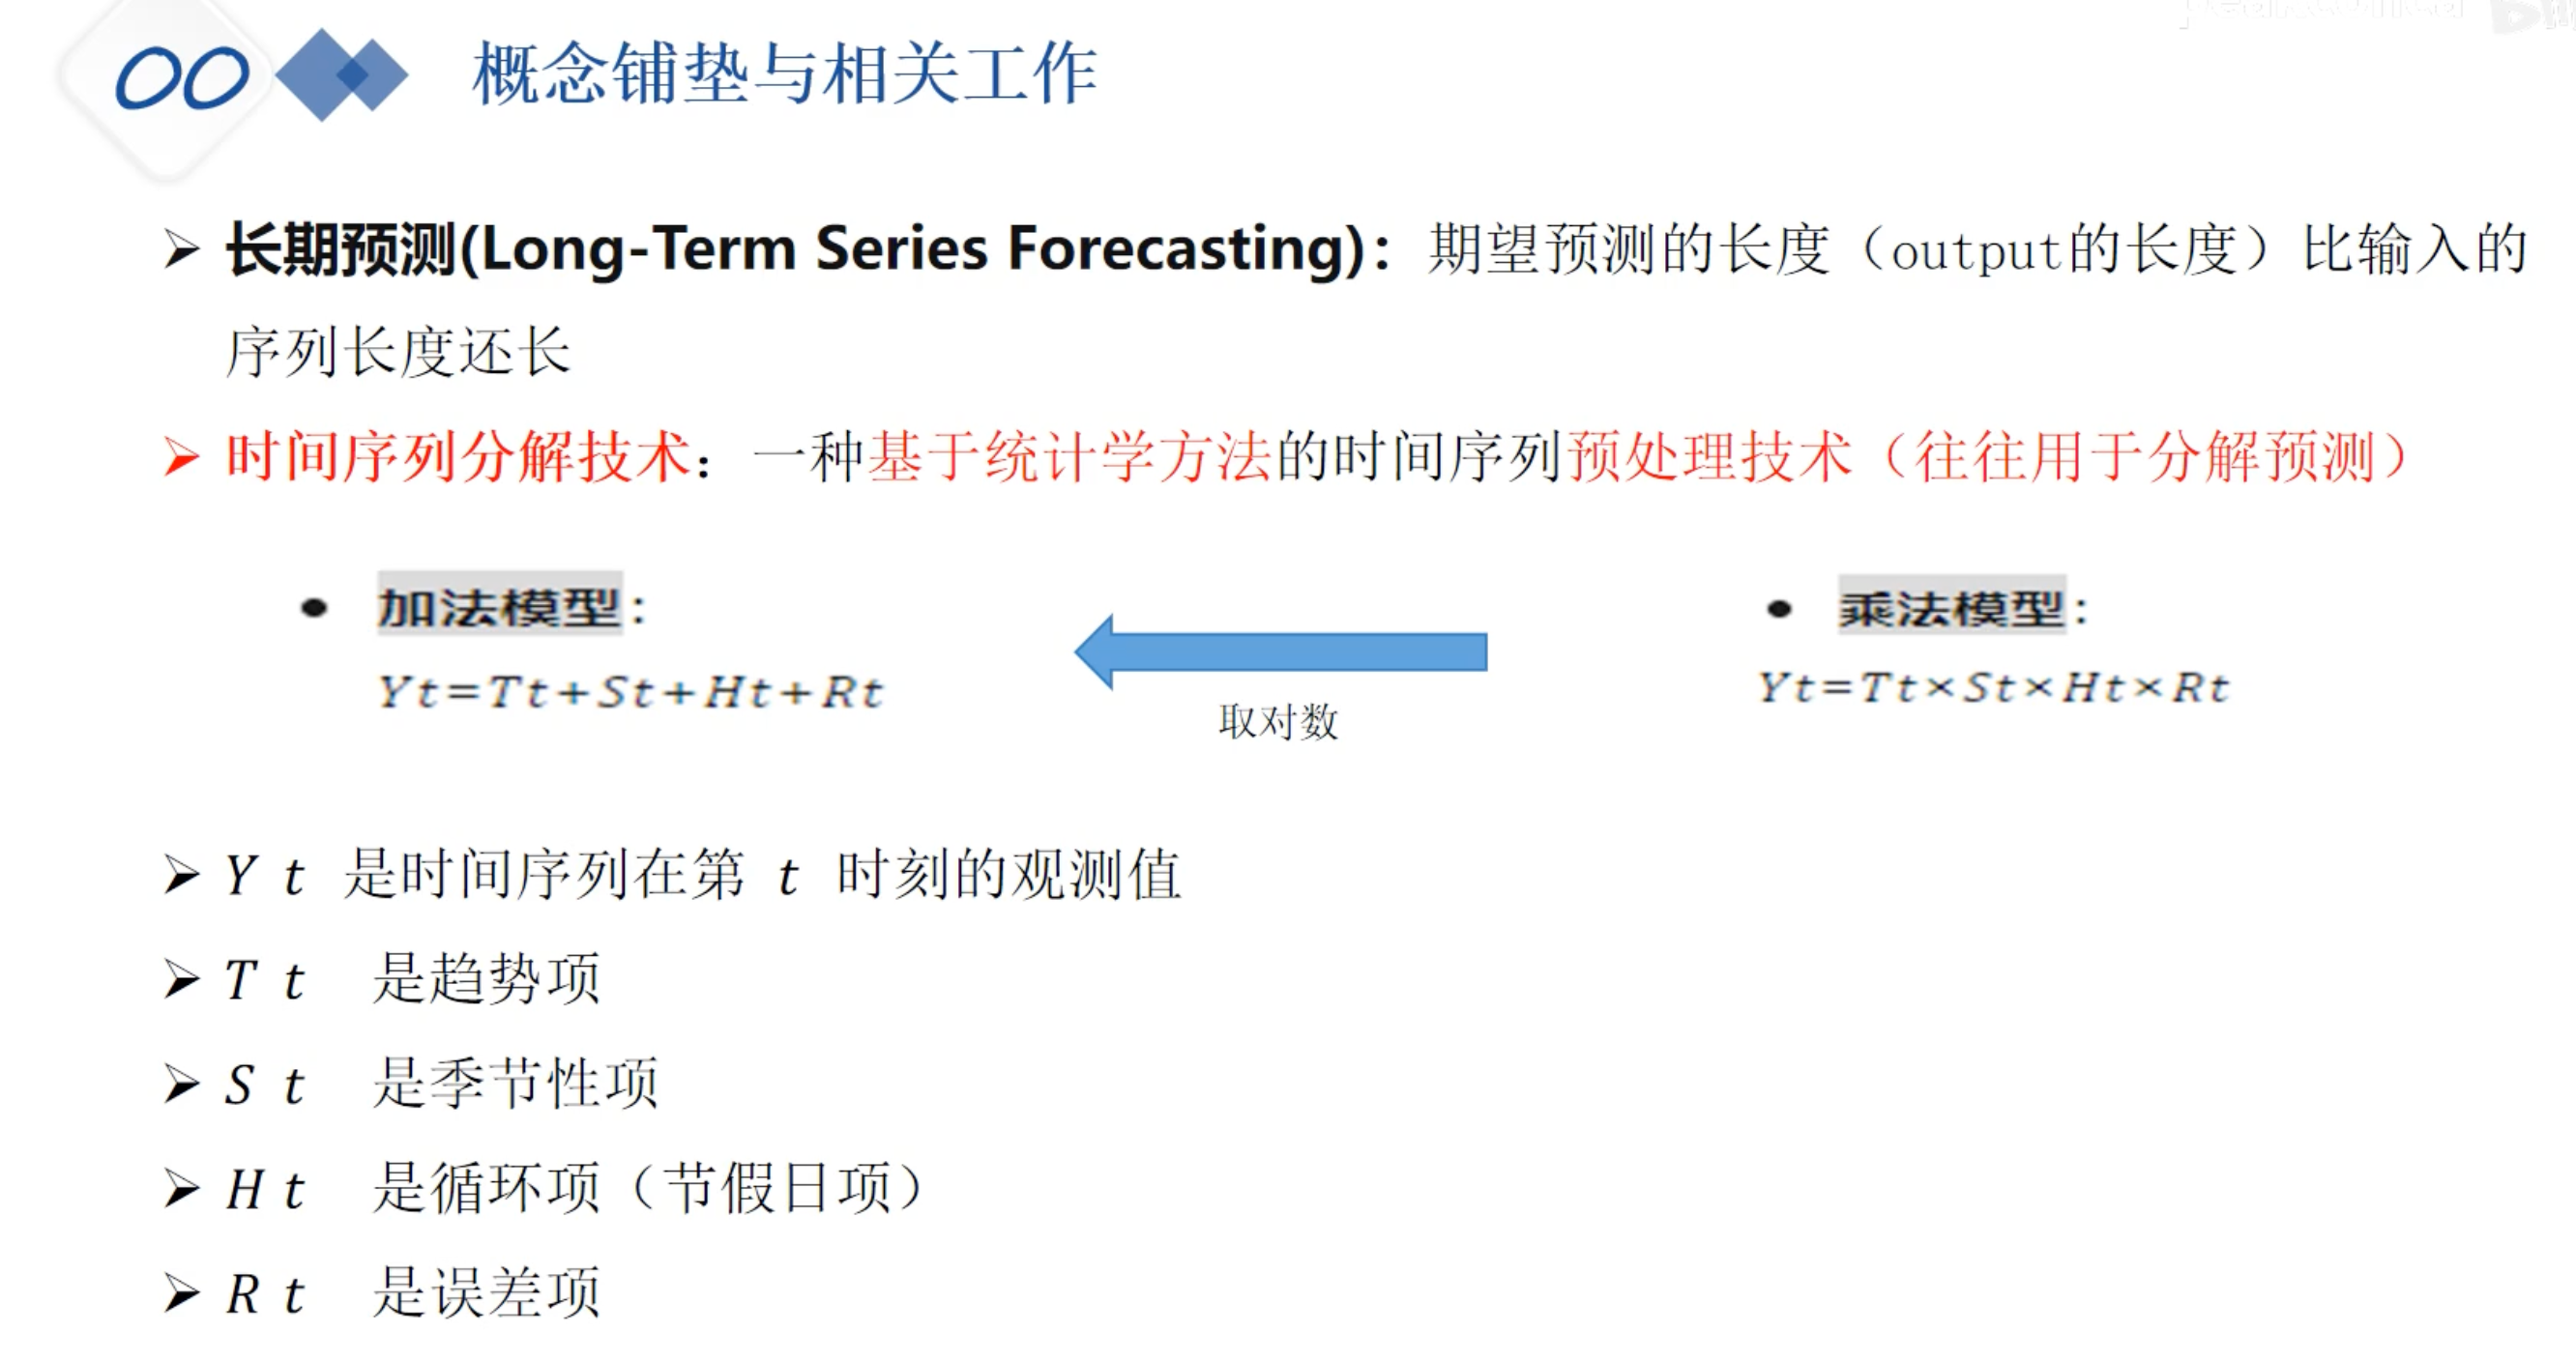 00 概念铺垫与相关工作
➢ 长期预测(Long-Term Series Forecasting)：期望预测的长度（output的长度）比输入的
序列长度还长
➢ 时间序列分解技术：一种基于统计学方法的时间序列预处理技术（往往用于分解预测）
• 加法模型：
Yt=Tt+St+Ht+Rt
取对数
• 乘法模型：
Yt=Tt×St×Ht×Rt
➢ Y t 是时间序列在第 t 时刻的观测值
➢ T t 是趋势项
➢ S t 是季节性项
➢ H t 是循环项（节假日项）
➢ R t 是误差项